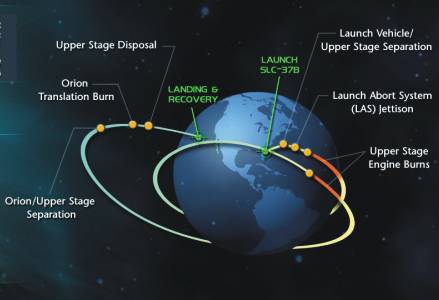 Launch Vehicle/
Upper Stage Separation
Upper Stage Disposal
LAUNCH
SLC-37B
Orion
Translation Burn
LANDING &
RECOVERY
Launch Abort System
(LAS) Jettison
Upper Stage
Engine Burns
Orion/Upper Stage
Separation